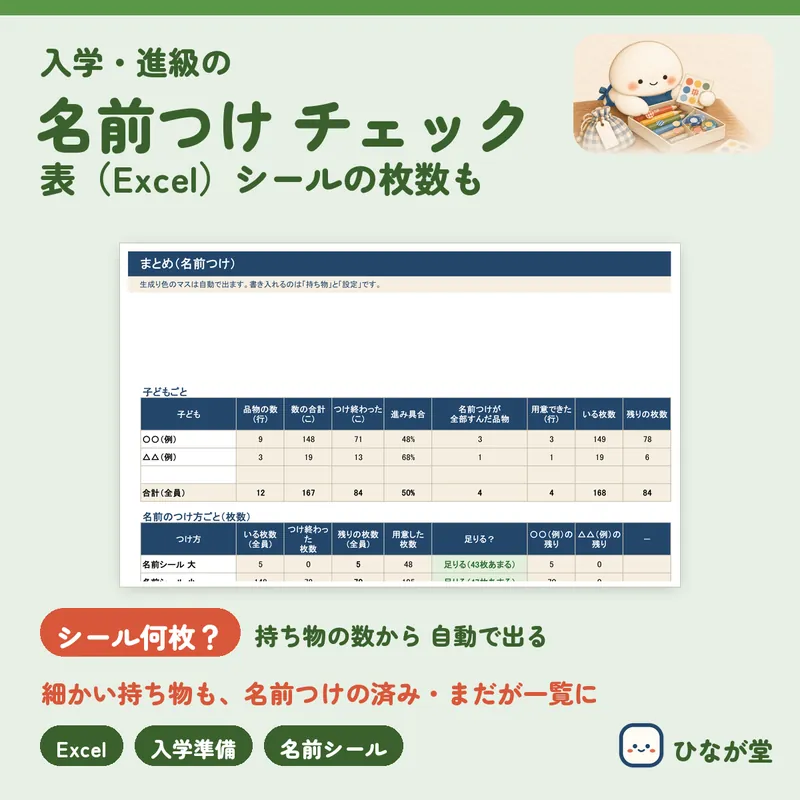 入学・進級の
名前つけ チェック
表（Excel）シールの枚数も
まとめ（名前つけ）
生成り色のマスは自動で出ます。書き入れるのは「持ち物」と「設定」です。
子どもごと
子ども 品物の数（行） 数の合計（こ） つけ終わった（こ） 進み具合 名前つけが全部すんだ品物 用意できた（行） いる枚数 残りの枚数
〇〇（例） 9 148 71 48% 3 3 149 78
△△（例） 3 19 13 68% 1 1 19 6
合計（全員） 12 167 84 50% 4 4 168 84
名前のつけ方ごと（枚数）
つけ方 いる枚数（全員） つけ終わった枚数 残りの枚数（全員） 用意した枚数 足りる？ 〇〇（例）の残り △△（例）の残り ー
名前シール 大 5 0 5 48 足りる（43枚あまる） 5 0
シール何枚？ 持ち物の数から 自動で出る
細かい持ち物も、名前つけの済み・まだが一覧に
Excel 入学準備 名前シール
ひなが堂